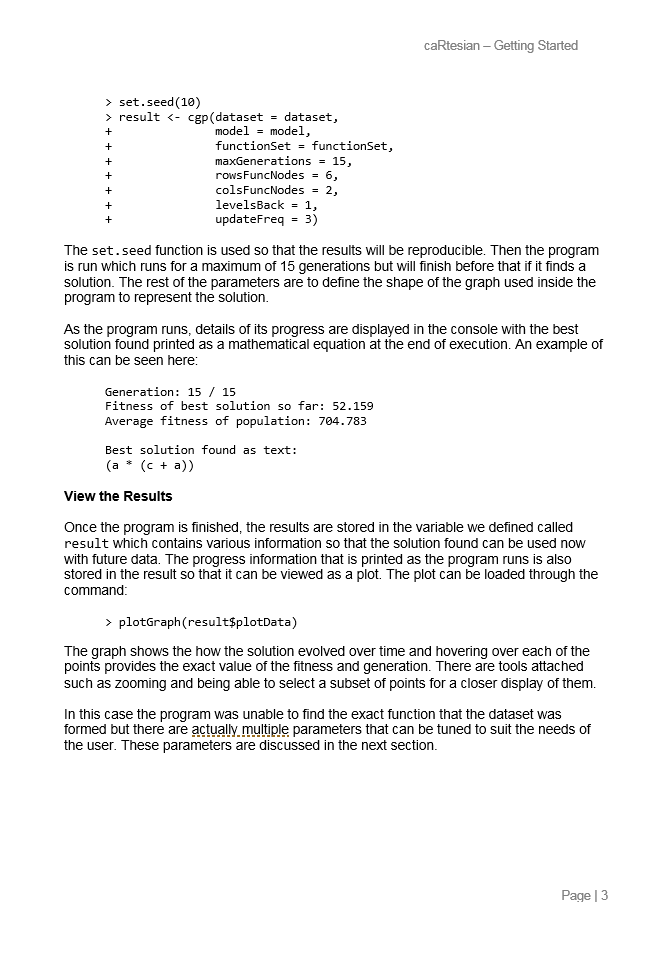 caRtesian – Getting Started
> set.seed(10)
> result <- cgp(dataset = dataset,
+               model = model,
+               functionSet = functionSet,
+               maxGenerations = 15,
+               rowsFuncNodes = 6,
+               colsFuncNodes = 2,
+               levelsBack = 1,
+               updateFreq = 3)
The set.seed function is used so that the results will be reproducible. Then the program
is run which runs for a maximum of 15 generations but will finish before that if it finds a
solution. The rest of the parameters are to define the shape of the graph used inside the
program to represent the solution.
As the program runs, details of its progress are displayed in the console with the best
solution found printed as a mathematical equation at the end of execution. An example of
this can be seen here:
Generation: 15 / 15
Fitness of best solution so far: 52.159
Average fitness of population: 704.783
Best solution found as text:
(a * (c + a))
View the Results
Once the program is finished, the results are stored in the variable we defined called
result which contains various information so that the solution found can be used now
with future data. The progress information that is printed as the program runs is also
stored in the result so that it can be viewed as a plot. The plot can be loaded through the
command:
> plotGraph(result$plotData)
The graph shows the how the solution evolved over time and hovering over each of the
points provides the exact value of the fitness and generation. There are tools attached
such as zooming and being able to select a subset of points for a closer display of them.
In this case the program was unable to find the exact function that the dataset was
formed but there are actually multiple parameters that can be tuned to suit the needs of
the user. These parameters are discussed in the next section.
Page | 3